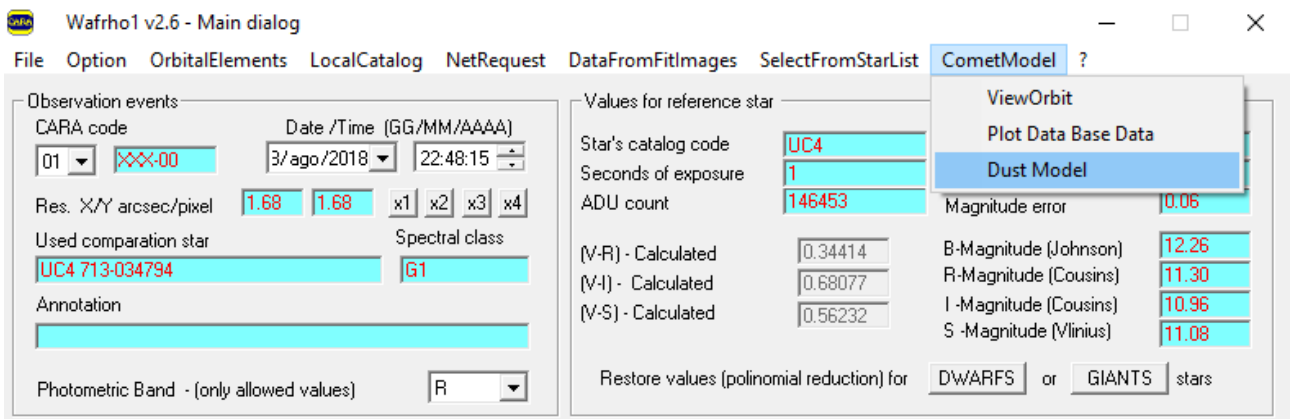 CARA Wafrho1 v2.6 - Main dialog
File Option OrbitalElements LocalCatalog NetRequest DataFromFitImages SelectFromStarList CometModel ?
ViewOrbit
Plot Data Base Data
Dust Model
Observation events
CARA code Date /Time (GG/MM/AAAA)
01 XXX-00 3/ago/2018 22:48:15
Res. X/Y arcsec/pixel 1.68 1.68 x1 x2 x3 x4
Used comparation star Spectral class
UC4 713-034794 G1
Annotation
Photometric Band - (only allowed values) R
Values for reference star
Star's catalog code UC4
Seconds of exposure 1
ADU count 146453
Magnitude error 0.06
(V-R) - Calculated 0.34414
(V-I) - Calculated 0.68077
(V-S) - Calculated 0.56232
B-Magnitude (Johnson) 12.26
R-Magnitude (Cousins) 11.30
I -Magnitude (Cousins) 10.96
S -Magnitude (Vlinius) 11.08
Restore values (polinomial reduction) for DWARFS or GIANTS stars